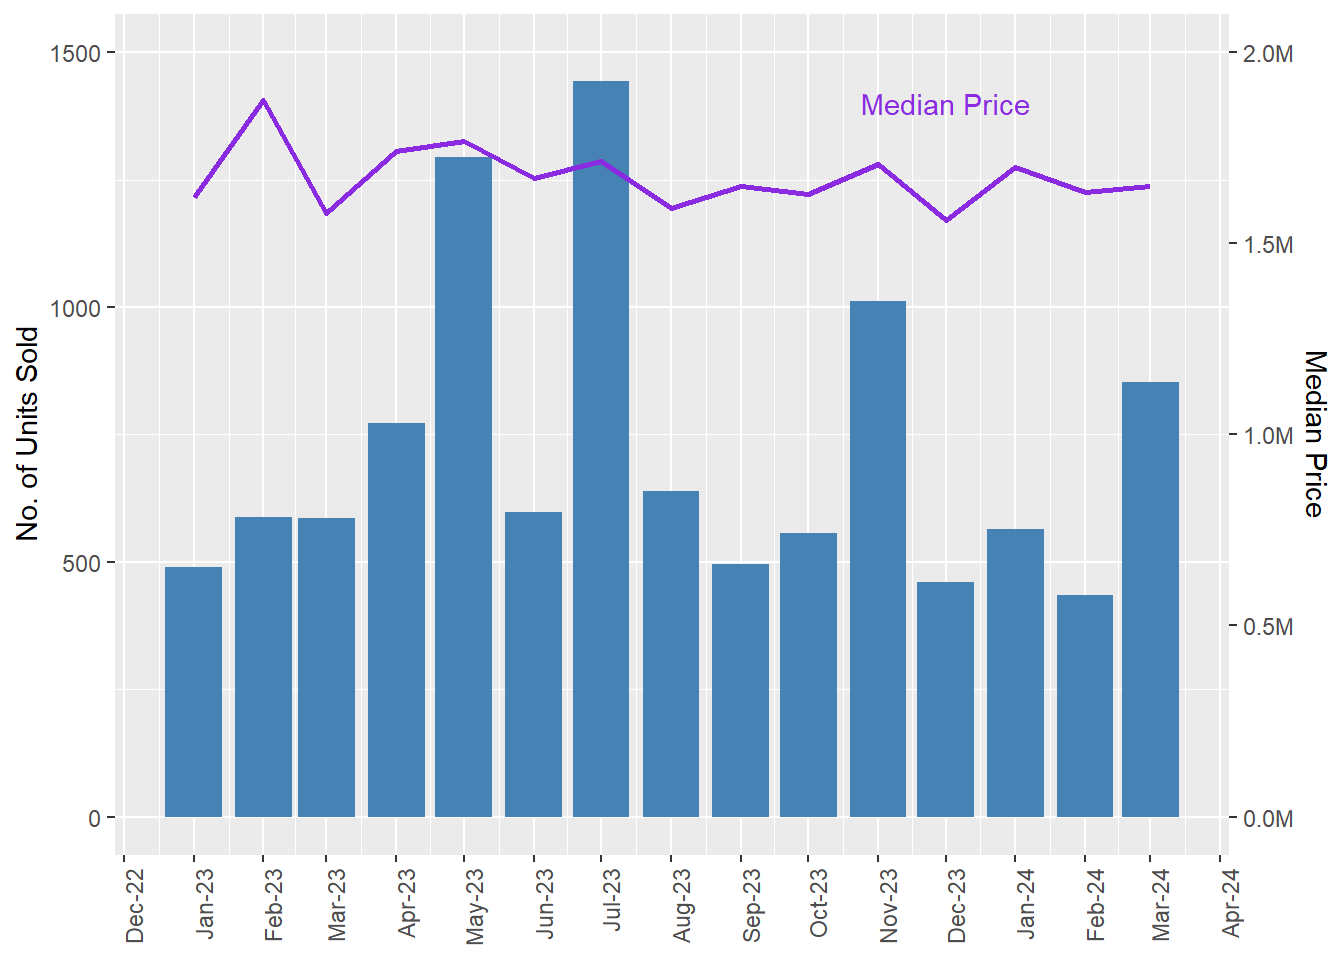 1500
1000
500
0
No. of Units Sold
Median Price
2.0M
1.5M
1.0M
0.5M
0.0M
Median Price
Dec-22
Jan-23
Feb-23
Mar-23
Apr-23
May-23
Jun-23
Jul-23
Aug-23
Sep-23
Oct-23
Nov-23
Dec-23
Jan-24
Feb-24
Mar-24
Apr-24